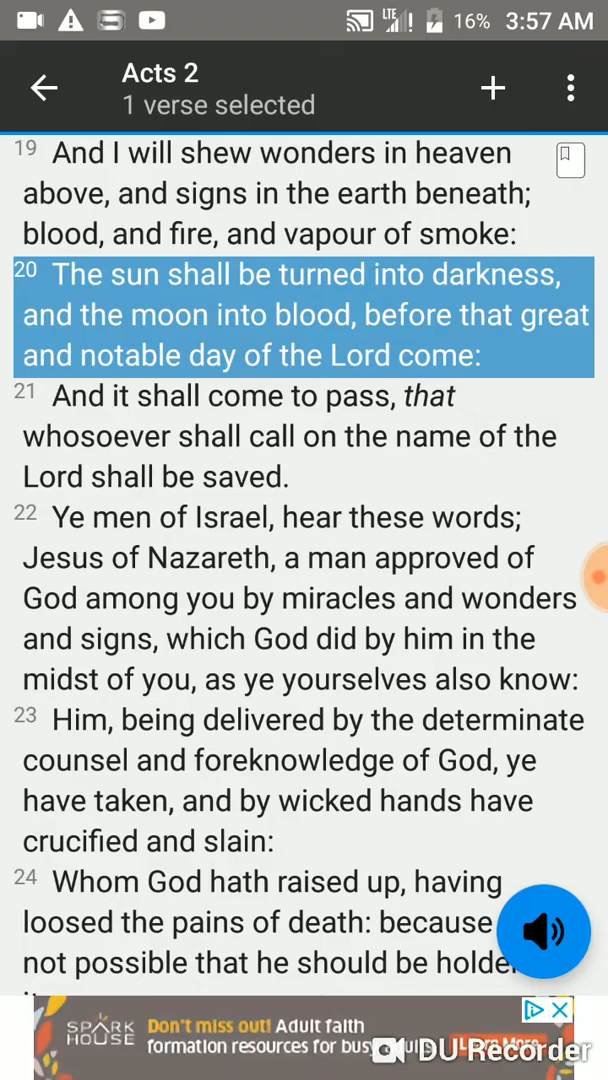 LTE 16% 3:57 AM
Acts 2
1 verse selected
19 And I will shew wonders in heaven
above, and signs in the earth beneath;
blood, and fire, and vapour of smoke:
20 The sun shall be turned into darkness,
and the moon into blood, before that great
and notable day of the Lord come:
21 And it shall come to pass, that
whosoever shall call on the name of the
Lord shall be saved.
22 Ye men of Israel, hear these words;
Jesus of Nazareth, a man approved of
God among you by miracles and wonders
and signs, which God did by him in the
midst of you, as ye yourselves also know:
23 Him, being delivered by the determinate
counsel and foreknowledge of God, ye
have taken, and by wicked hands have
crucified and slain:
24 Whom God hath raised up, having
loosed the pains of death: because
not possible that he should be holde
SPARK
HOUSE
Don't miss out! Adult faith
formation resources for busy
DU Recorder